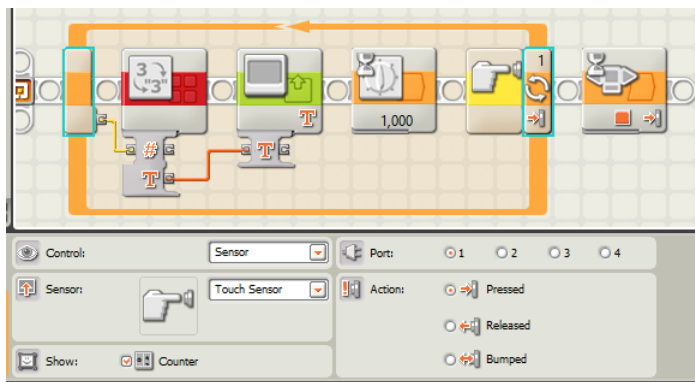 3
"3"
#
T
T
T
1,000
1
Control:
Sensor
Port:
1
2
3
4
Sensor:
Touch Sensor
Action:
Pressed
Released
Bumped
Show:
Counter